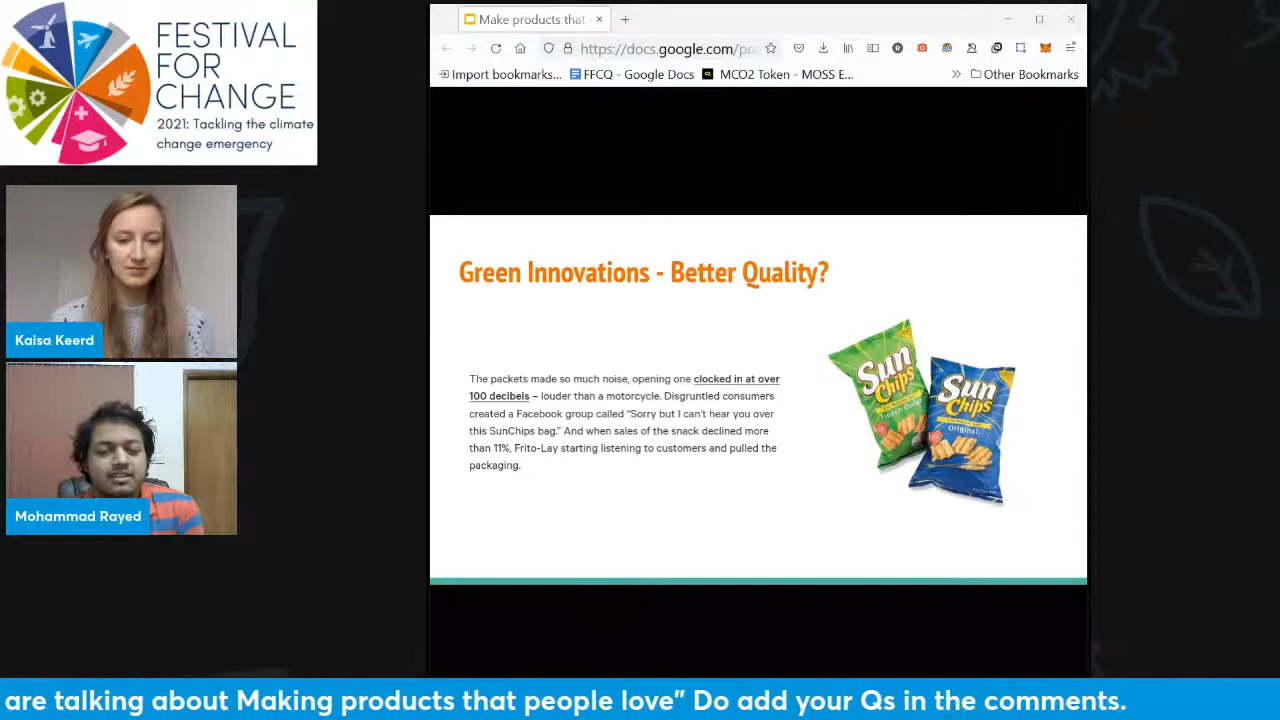 FESTIVAL
FOR
CHANGE
2021: Tackling the climate
change emergency
Kaisa Keerd
Mohammad Rayed
Make products that
https://docs.google.com/pre
Import bookmarks...
FFCQ - Google Docs
MCO2 Token - MOSS E...
Other Bookmarks
Green Innovations - Better Quality?
The packets made so much noise, opening one clocked in at over
100 decibels – louder than a motorcycle. Disgruntled consumers
created a Facebook group called “Sorry but I can’t hear you over
this SunChips bag.” And when sales of the snack declined more
than 11%, Frito-Lay starting listening to customers and pulled the
packaging.
Sun
Chips
French Onion
Sun
Chips
Original
are talking about Making products that people love” Do add your Qs in the comments.